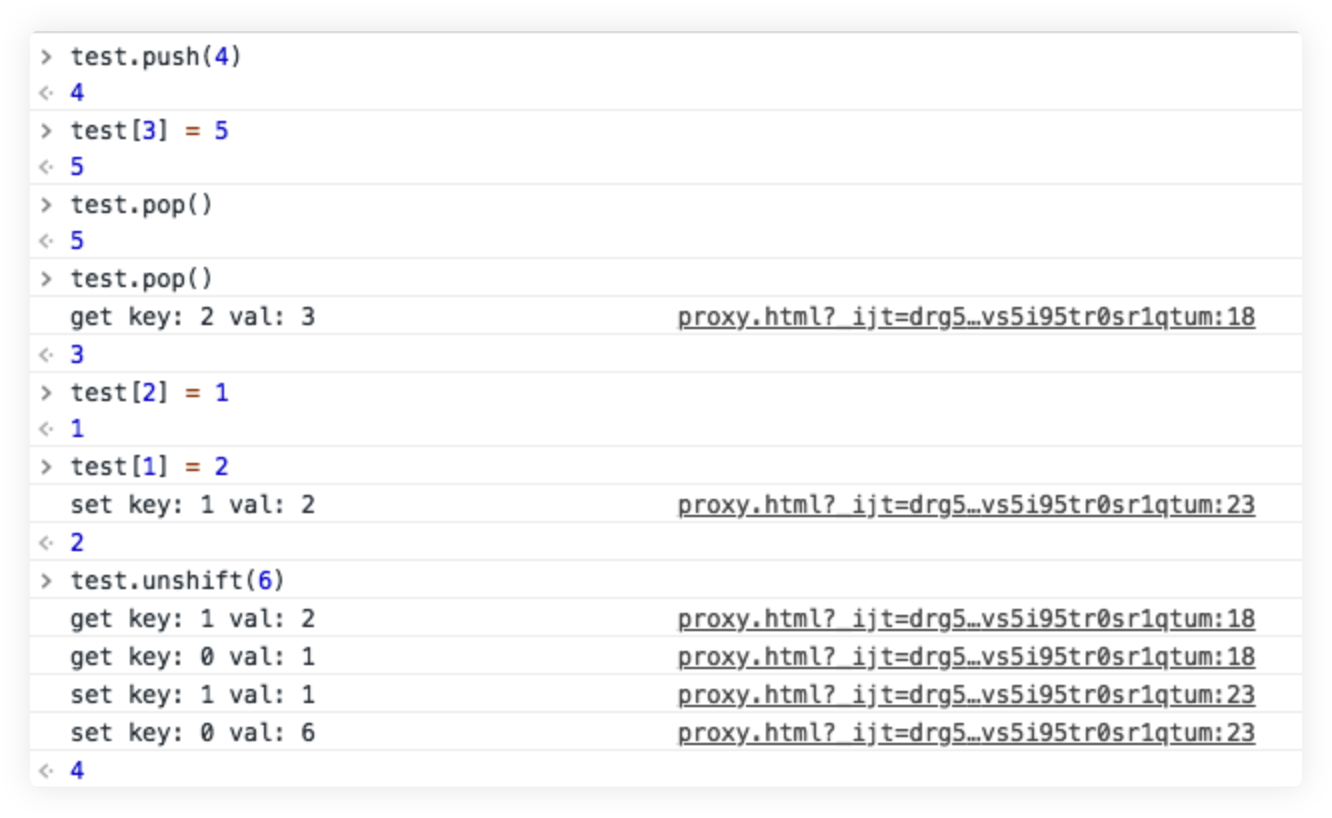 > test.push(4)
<· 4
> test[3] = 5
<· 5
> test.pop()
<· 5
> test.pop()
get key: 2 val: 3 proxy.html?_ijt=drg5…vs5i95tr0sr1qtum:18
<· 3
> test[2] = 1
<· 1
> test[1] = 2
set key: 1 val: 2 proxy.html?_ijt=drg5…vs5i95tr0sr1qtum:23
<· 2
> test.unshift(6)
get key: 1 val: 2 proxy.html?_ijt=drg5…vs5i95tr0sr1qtum:18
get key: 0 val: 1 proxy.html?_ijt=drg5…vs5i95tr0sr1qtum:18
set key: 1 val: 1 proxy.html?_ijt=drg5…vs5i95tr0sr1qtum:23
set key: 0 val: 6 proxy.html?_ijt=drg5…vs5i95tr0sr1qtum:23
<· 4